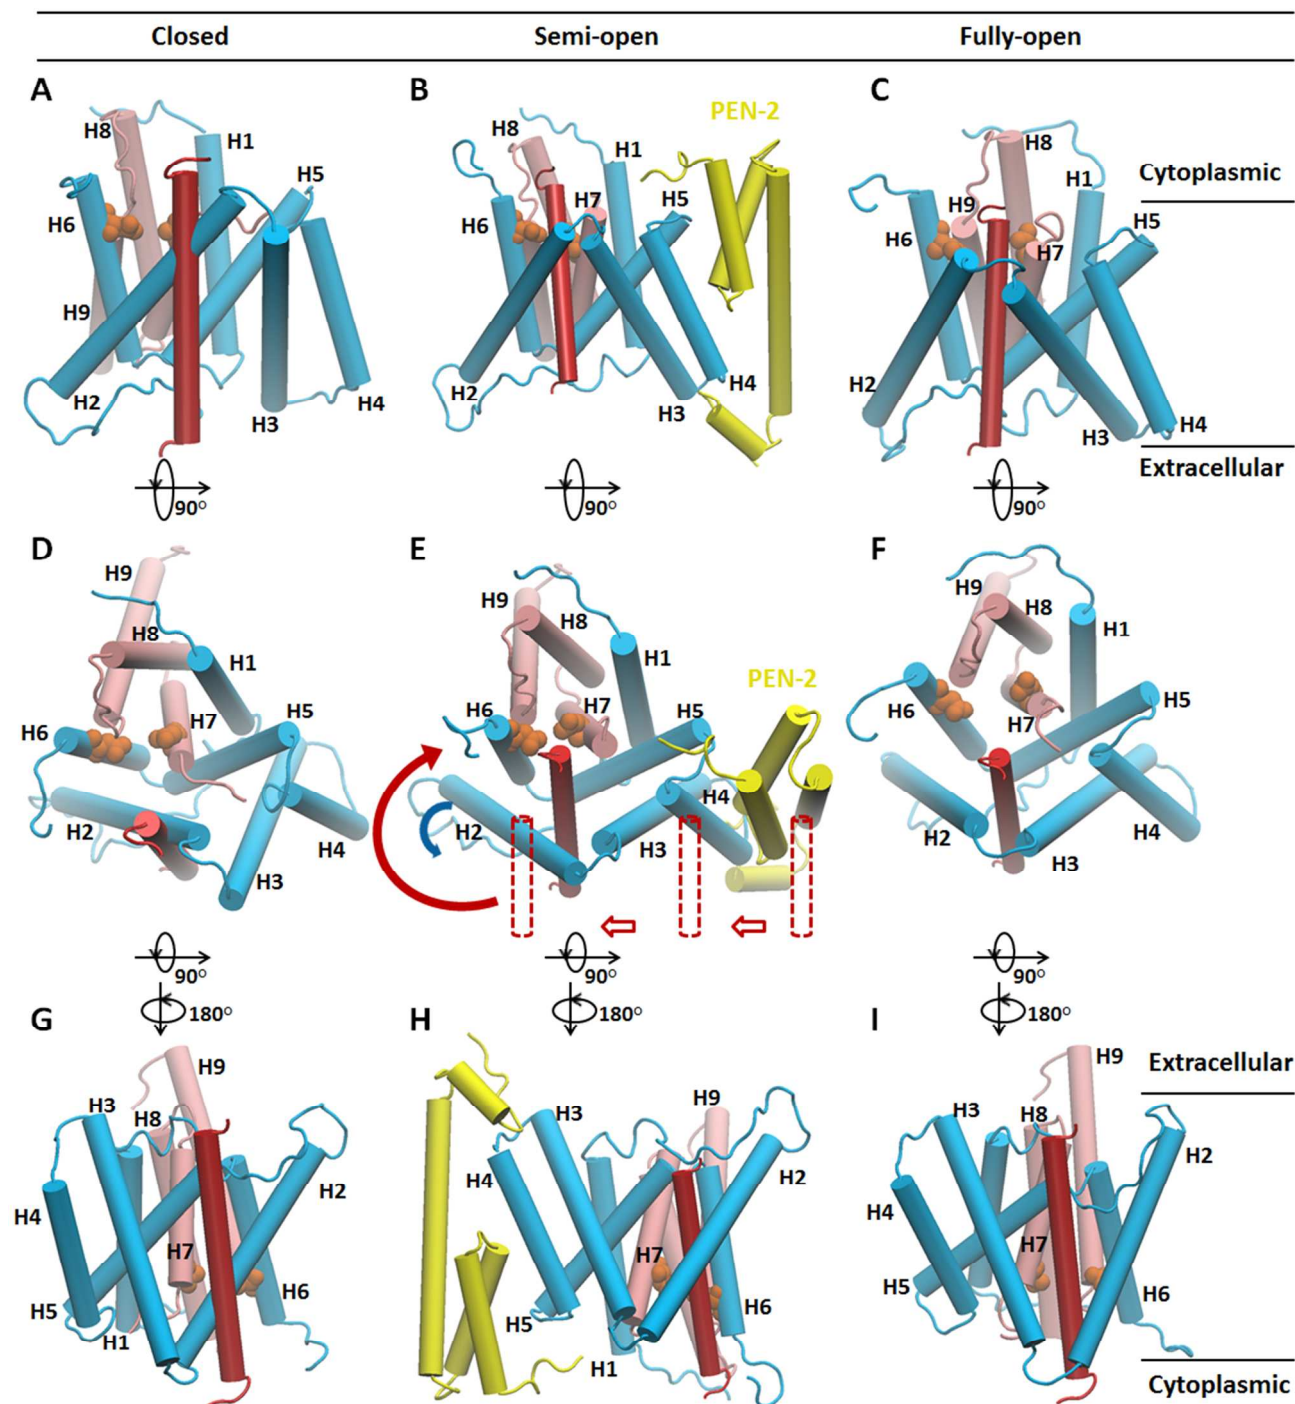 Closed Semi-open Fully-open
A B C
PEN-2
H8 H1 H5 H6 H9 H2 H3 H4
H8 H1 H7 H5 H6 H2 H4 H3
H8 H1 H9 H5 H6 H7 H2 H3 H4
Cytoplasmic
Extracellular
90° 90° 90°
D E F
H9 H8 H1 H7 H5 H6 H2 H4 H3
H9 H8 H1 PEN-2 H6 H7 H5 H4 H2 H3
H9 H8 H1 H5 H6 H7 H2 H4 H3
90° 90° 90°
180° 180° 180°
G H I
H9 H3 H8 H2 H4 H7 H5 H6 H1
H9 H3 H4 H2 H7 H5 H6 H1
H9 H3 H8 H2 H4 H7 H5 H6
Extracellular
Cytoplasmic